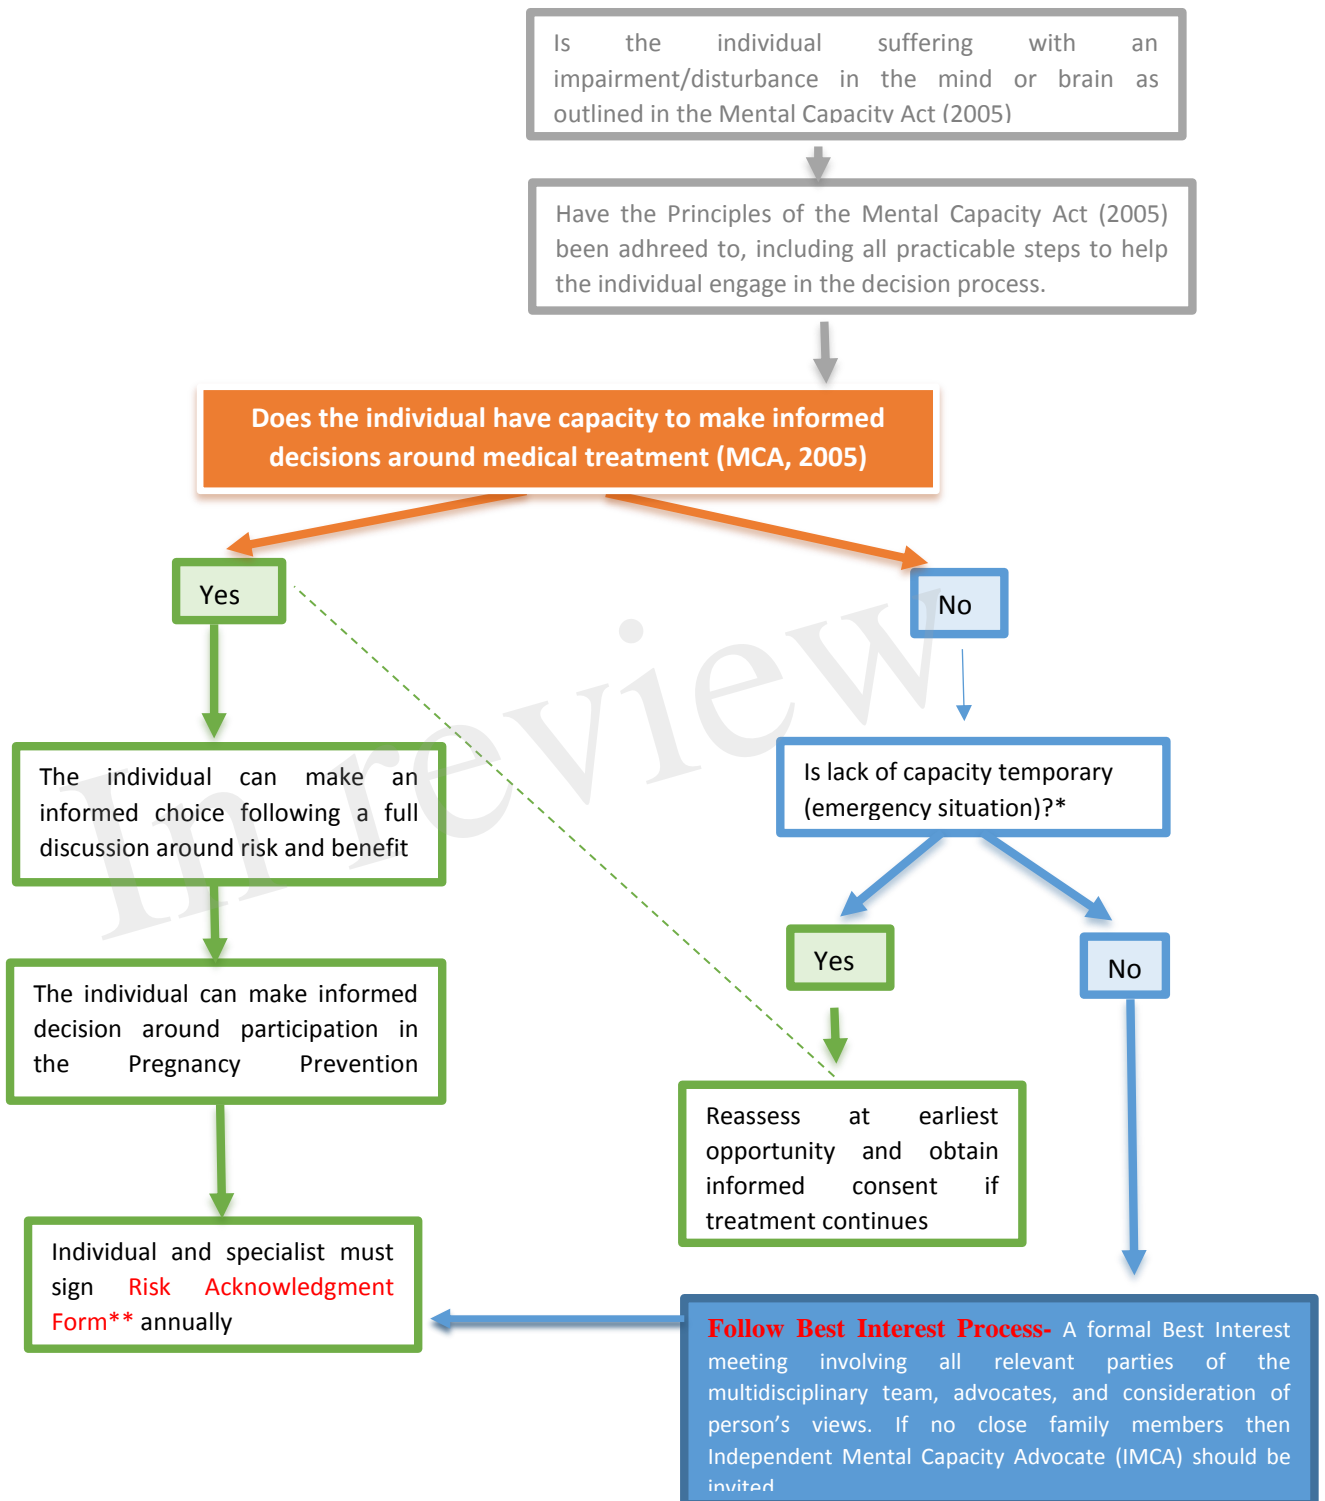 Is the individual suffering with an
impairment/disturbance in the mind or brain as
outlined in the Mental Capacity Act (2005)
Have the Principles of the Mental Capacity Act (2005)
been adhreed to, including all practicable steps to help
the individual engage in the decision process.
Does the individual have capacity to make informed
decisions around medical treatment (MCA, 2005)
Yes
No
The individual can make an
informed choice following a full
discussion around risk and benefit
Is lack of capacity temporary
(emergency situation)?*
Yes
No
The individual can make informed
decision around participation in
the Pregnancy Prevention
Reassess at earliest
opportunity and obtain
informed consent if
treatment continues
Individual and specialist must
sign Risk Acknowledgment
Form** annually
Follow Best Interest Process- A formal Best Interest
meeting involving all relevant parties of the
multidisciplinary team, advocates, and consideration of
person's views. If no close family members then
Independent Mental Capacity Advocate (IMCA) should be
invited
In review